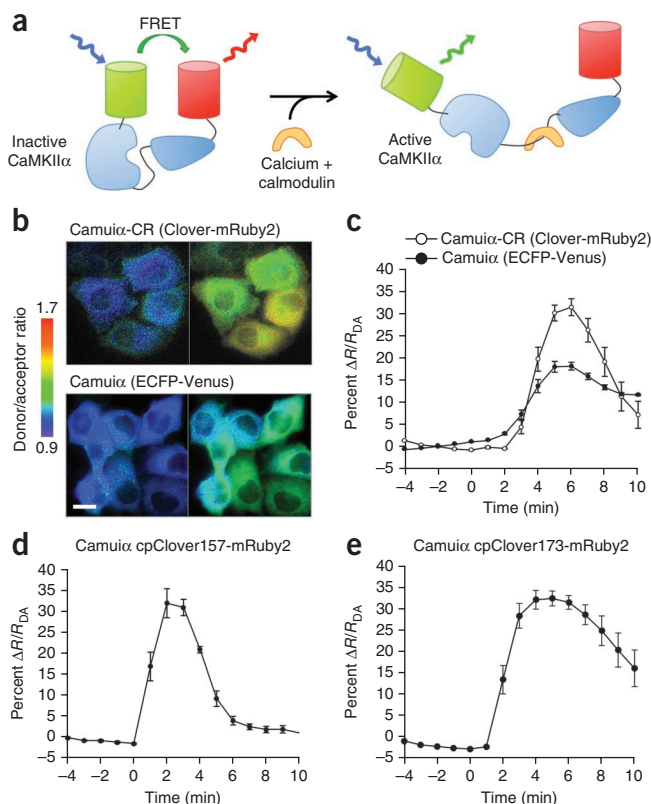 a
FRET
Inactive
CaMKIIα
Calcium +
calmodulin
Active
CaMKIIα
b
Camuiα-CR (Clover-mRuby2)
Camuiα (ECFP-Venus)
Donor/acceptor ratio
1.7
0.9
c
Camuiα-CR (Clover-mRuby2)
Camuiα (ECFP-Venus)
Percent ΔR/R_DA
40
35
30
25
20
15
10
5
0
–5
–4 –2 0 2 4 6 8 10
Time (min)
d
Camuiα cpClover157-mRuby2
Percent ΔR/R_DA
40
35
30
25
20
15
10
5
0
–5
–4 –2 0 2 4 6 8 10
Time (min)
e
Camuiα cpClover173-mRuby2
Percent ΔR/R_DA
40
35
30
25
20
15
10
5
0
–5
–4 –2 0 2 4 6 8 10
Time (min)